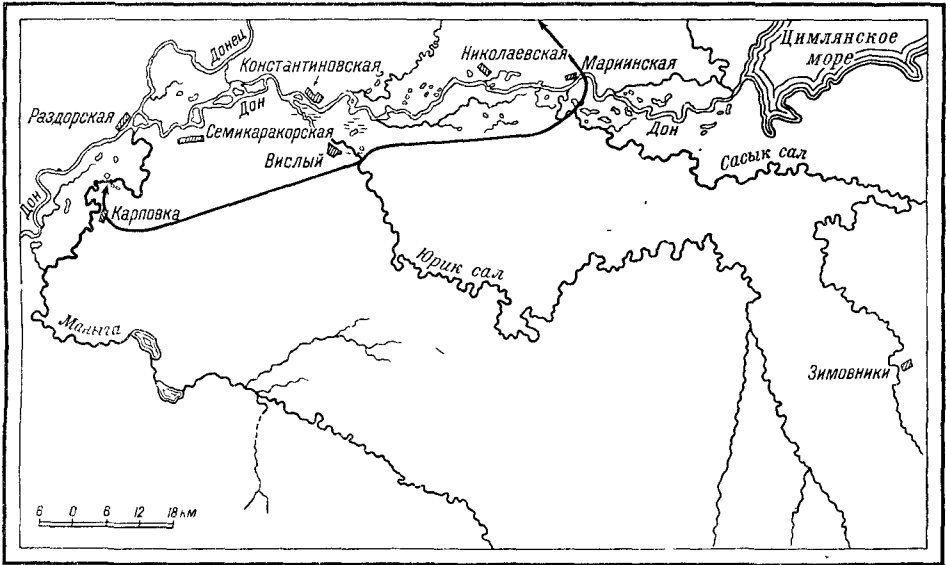 Донец
Цимлянское
море
Николаевская
Мариинская
Константиновская
Дон
Раздорская
Семикаракорская
Дон
Вислый
Сасык сал
Дон
Карповка
Юрик сал
Маныга
Зимовники
6 0 6 12 18 км